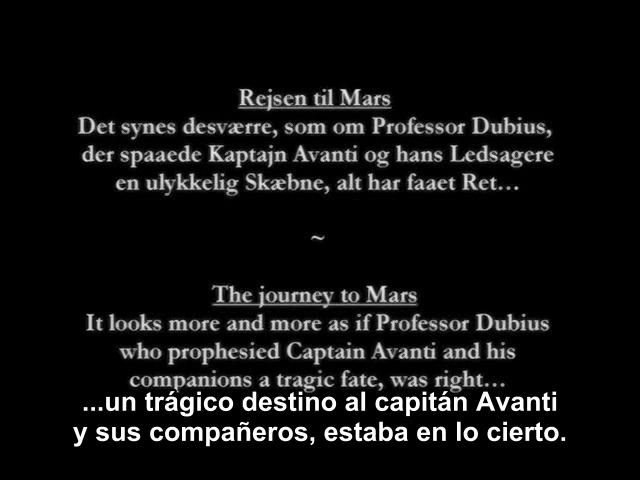 Rejsen til Mars
Det synes desværre, som om Professor Dubius,
der spaaede Kaptajn Avanti og hans Ledsagere
en ulykkelig Skæbne, alt har faaet Ret...
~
The journey to Mars
It looks more and more as if Professor Dubius
who prophesied Captain Avanti and his
companions a tragic fate, was right...
...un trágico destino al capitán Avanti
y sus compañeros, estaba en lo cierto.